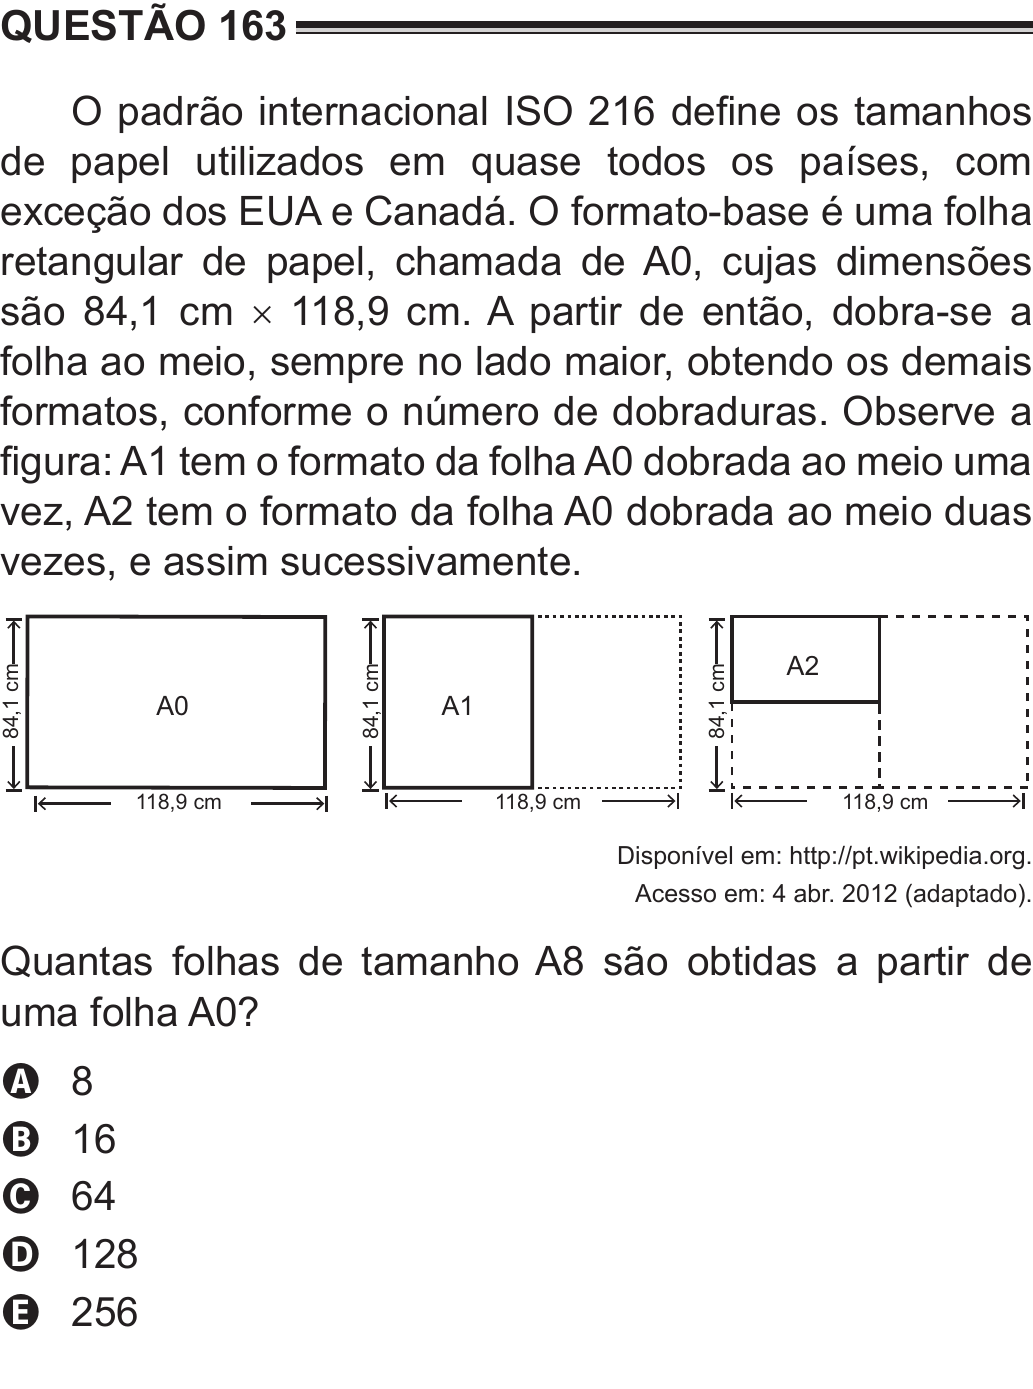 QUESTÃO 163
O padrão internacional ISO 216 define os tamanhos
de papel utilizados em quase todos os países, com
exceção dos EUA e Canadá. O formato-base é uma folha
retangular de papel, chamada de A0, cujas dimensões
são 84,1 cm × 118,9 cm. A partir de então, dobra-se a
folha ao meio, sempre no lado maior, obtendo os demais
formatos, conforme o número de dobraduras. Observe a
figura: A1 tem o formato da folha A0 dobrada ao meio uma
vez, A2 tem o formato da folha A0 dobrada ao meio duas
vezes, e assim sucessivamente.
84,1 cm
A0
118,9 cm
84,1 cm
A1
118,9 cm
84,1 cm
A2
118,9 cm
Disponível em: http://pt.wikipedia.org.
Acesso em: 4 abr. 2012 (adaptado).
Quantas folhas de tamanho A8 são obtidas a partir de
uma folha A0?
A 8
B 16
C 64
D 128
E 256